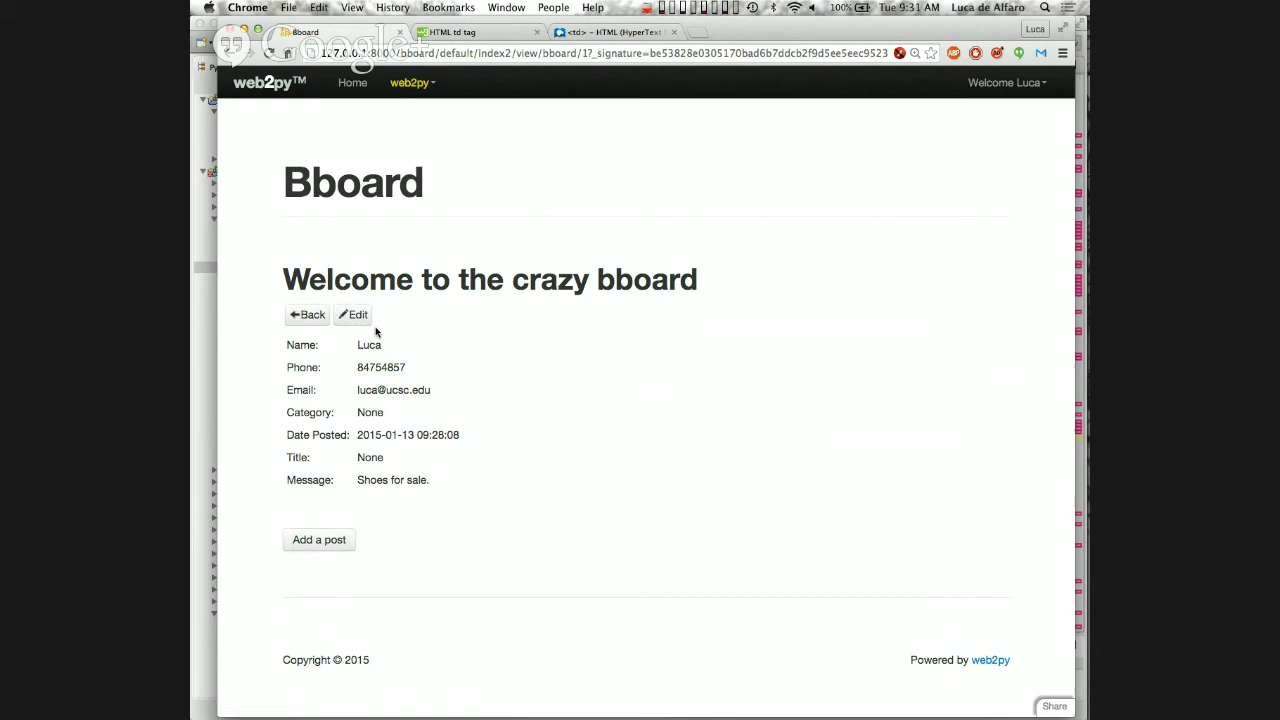 Chrome File Edit View History Bookmarks Window People Help 100% Tue 9:31 AM Luca de Alfaro
Bboard HTML td tag <td> - HTML (HyperText Luca
Google+
/bboard/default/index2/view/bboard/1?_signature=be53828e0305170bad6b7ddcb2f9d5ee5eec9523
web2py™ Home web2py Welcome Luca
Bboard
Welcome to the crazy bboard
Back Edit
Name: Luca
Phone: 84754857
Email: luca@ucsc.edu
Category: None
Date Posted: 2015-01-13 09:28:08
Title: None
Message: Shoes for sale.
Add a post
Copyright © 2015 Powered by web2py
Share